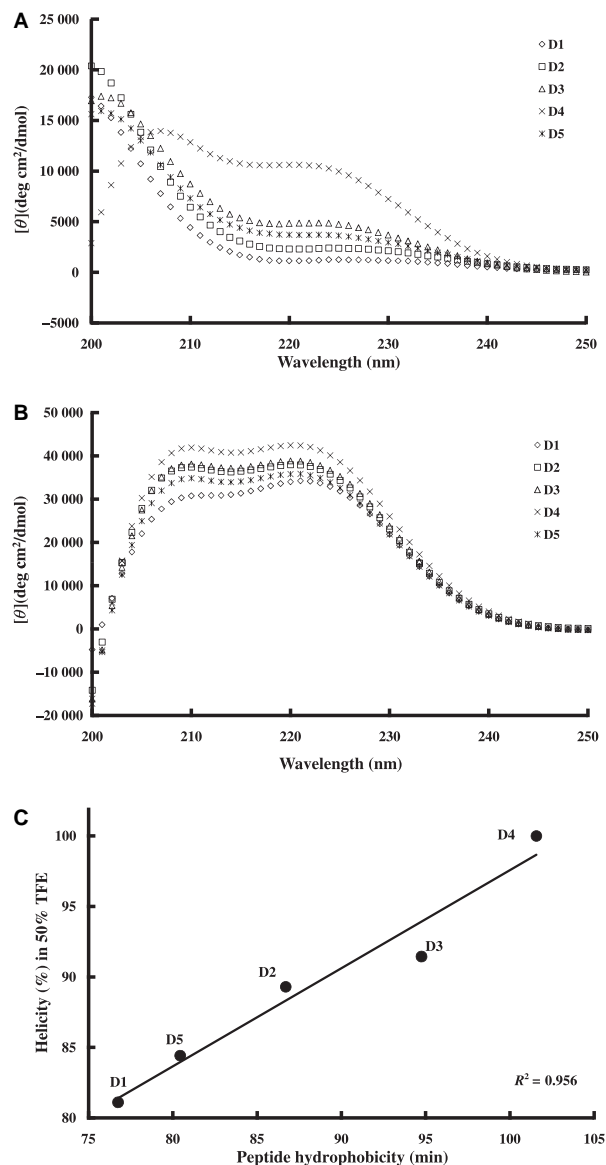 A
[θ](deg cm2/dmol)
25 000
20 000
15 000
10 000
5000
0
−5000
200 210 220 230 240 250
Wavelength (nm)
D1
D2
D3
D4
D5
B
[θ](deg cm2/dmol)
50 000
40 000
30 000
20 000
10 000
0
−10 000
−20 000
200 210 220 230 240 250
Wavelength (nm)
D1
D2
D3
D4
D5
C
Helicity (%) in 50% TFE
100
95
90
85
80
75 80 85 90 95 100 105
Peptide hydrophobicity (min)
D4
D3
D2
D5
D1
R² = 0.956